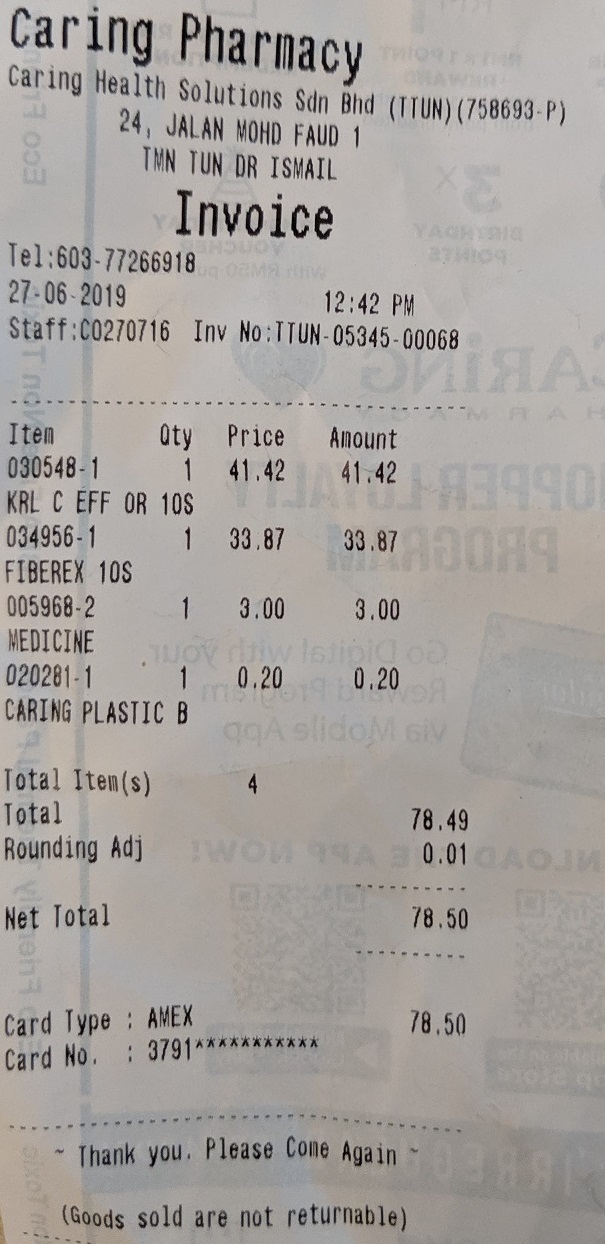 Caring Pharmacy
Caring Health Solutions Sdn Bhd (TTUN)(758693-P)
24, JALAN MOHD FAUD 1
TMN TUN DR ISMAIL
Invoice
Tel:603-77266918
27-06-2019 12:42 PM
Staff:C0270716 Inv No:TTUN-05345-00068
Item Qty Price Amount
030548-1 1 41.42 41.42
KRL C EFF OR 10S
034956-1 1 33.87 33.87
FIBEREX 10S
005968-2 1 3.00 3.00
MEDICINE
020281-1 1 0.20 0.20
CARING PLASTIC B
Total Item(s) 4
Total 78.49
Rounding Adj 0.01
Net Total 78.50
Card Type : AMEX 78.50
Card No. : 3791***********
~ Thank you. Please Come Again ~
(Goods sold are not returnable)